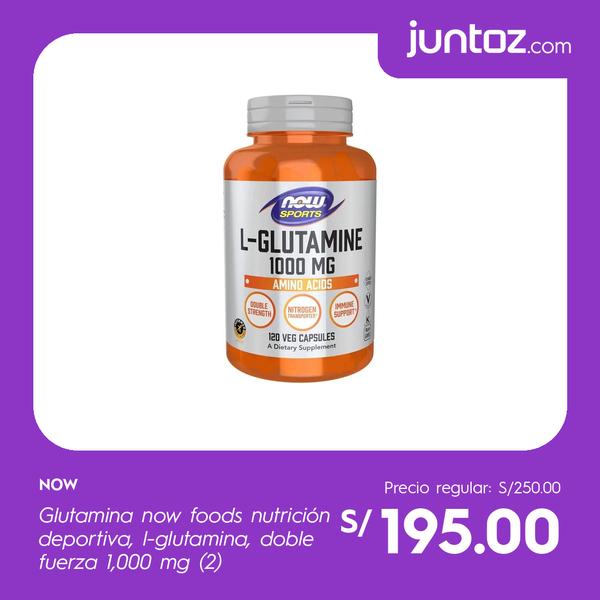 juntoz.com
NOW
SPORTS
L-GLUTAMINE
1000 MG
AMINO ACIDS
DOUBLE
STRENGTH
NITROGEN
TRANSPORTER*
IMMUNE
SUPPORT*
120 VEG CAPSULES
A Dietary Supplement
NOW
Glutamina now foods nutrición
deportiva, l-glutamina, doble
fuerza 1,000 mg (2)
Precio regular: S/250.00
S/195.00